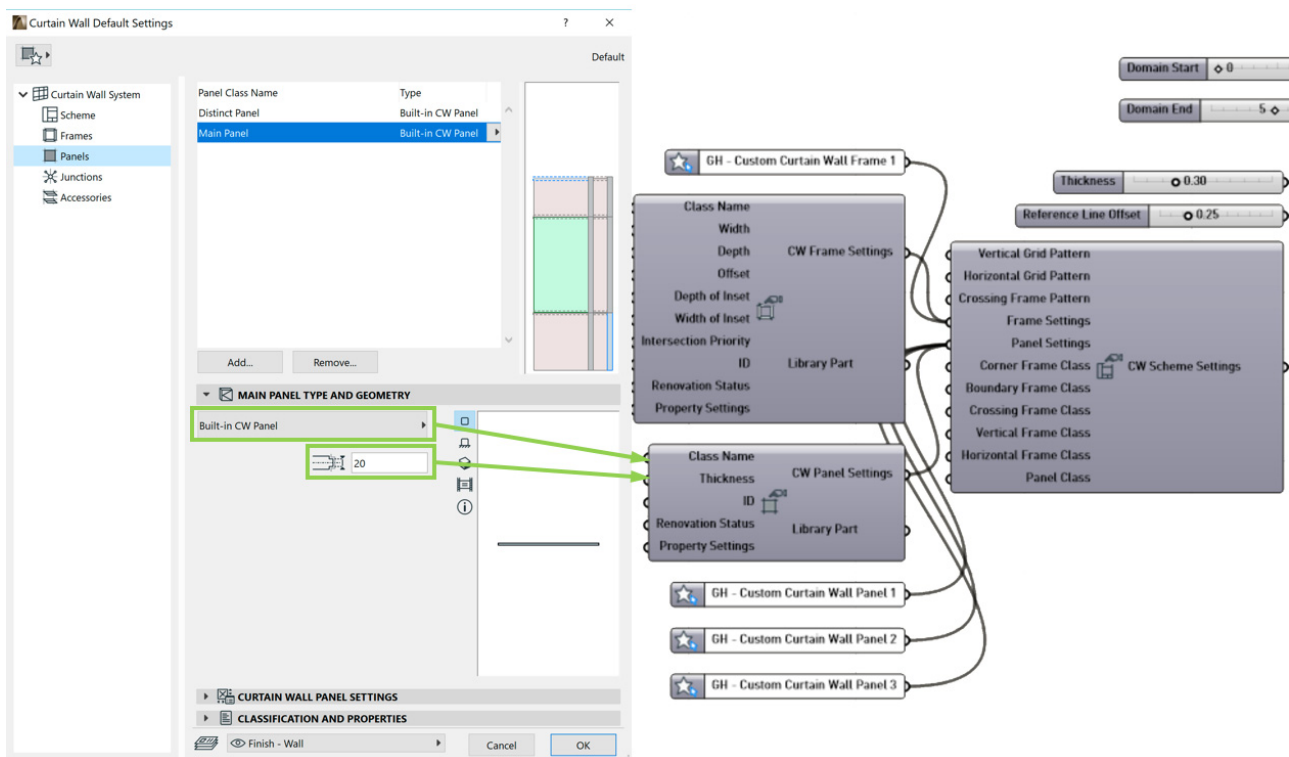 Curtain Wall Default Settings
?
Default
Curtain Wall System
Scheme
Frames
Panels
Junctions
Accessories
Panel Class Name Type
Distinct Panel Built-in CW Panel
Main Panel Built-in CW Panel
Add... Remove...
MAIN PANEL TYPE AND GEOMETRY
Built-in CW Panel
20
CURTAIN WALL PANEL SETTINGS
CLASSIFICATION AND PROPERTIES
Finish - Wall
Cancel
OK
Domain Start 0
Domain End 5
GH - Custom Curtain Wall Frame 1
Thickness 0.30
Reference Line Offset 0.25
Class Name
Width
Depth
Offset
Depth of Inset
Width of Inset
Intersection Priority
ID
Renovation Status
Property Settings
CW Frame Settings
Library Part
Class Name
Thickness
ID
Renovation Status
Property Settings
CW Panel Settings
Library Part
GH - Custom Curtain Wall Panel 1
GH - Custom Curtain Wall Panel 2
GH - Custom Curtain Wall Panel 3
Vertical Grid Pattern
Horizontal Grid Pattern
Crossing Frame Pattern
Frame Settings
Panel Settings
Corner Frame Class
Boundary Frame Class
Crossing Frame Class
Vertical Frame Class
Horizontal Frame Class
Panel Class
CW Scheme Settings